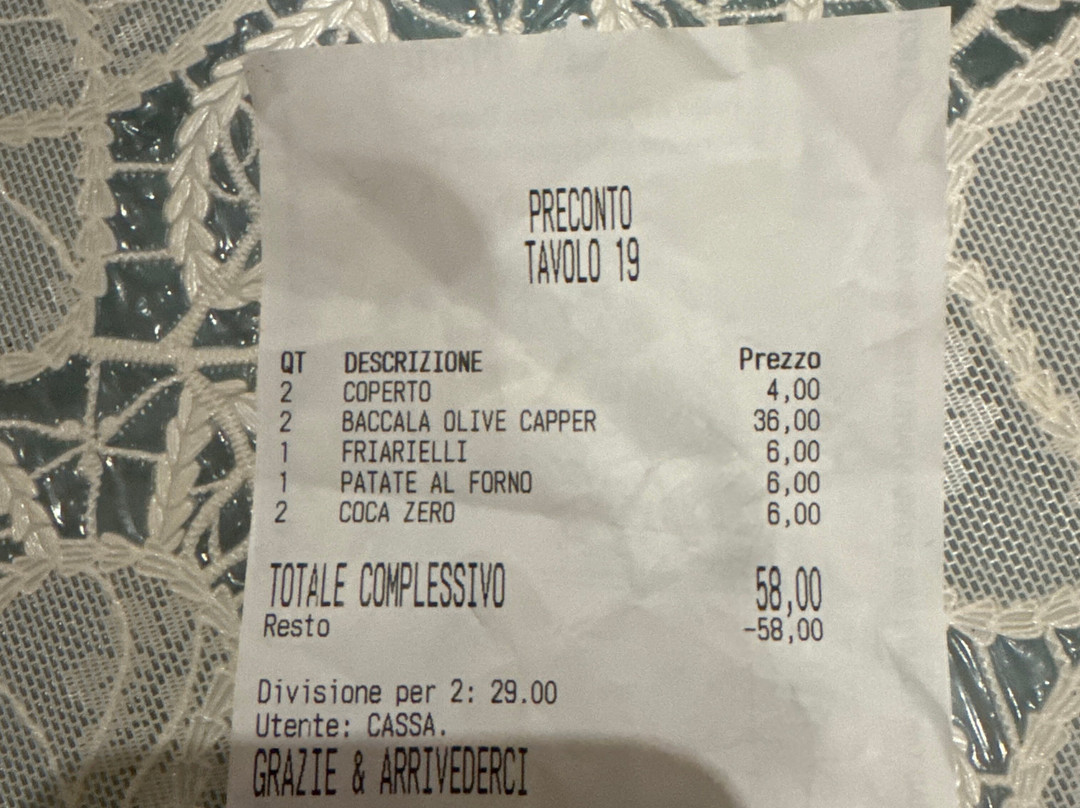 PRECONTO
TAVOLO 19
QT DESCRIZIONE Prezzo
2 COPERTO 4,00
2 BACCALA OLIVE CAPPER 36,00
1 FRIARIELLI 6,00
1 PATATE AL FORNO 6,00
2 COCA ZERO 6,00
TOTALE COMPLESSIVO 58,00
Resto -58,00
Divisione per 2: 29.00
Utente: CASSA.
GRAZIE & ARRIVEDERCI